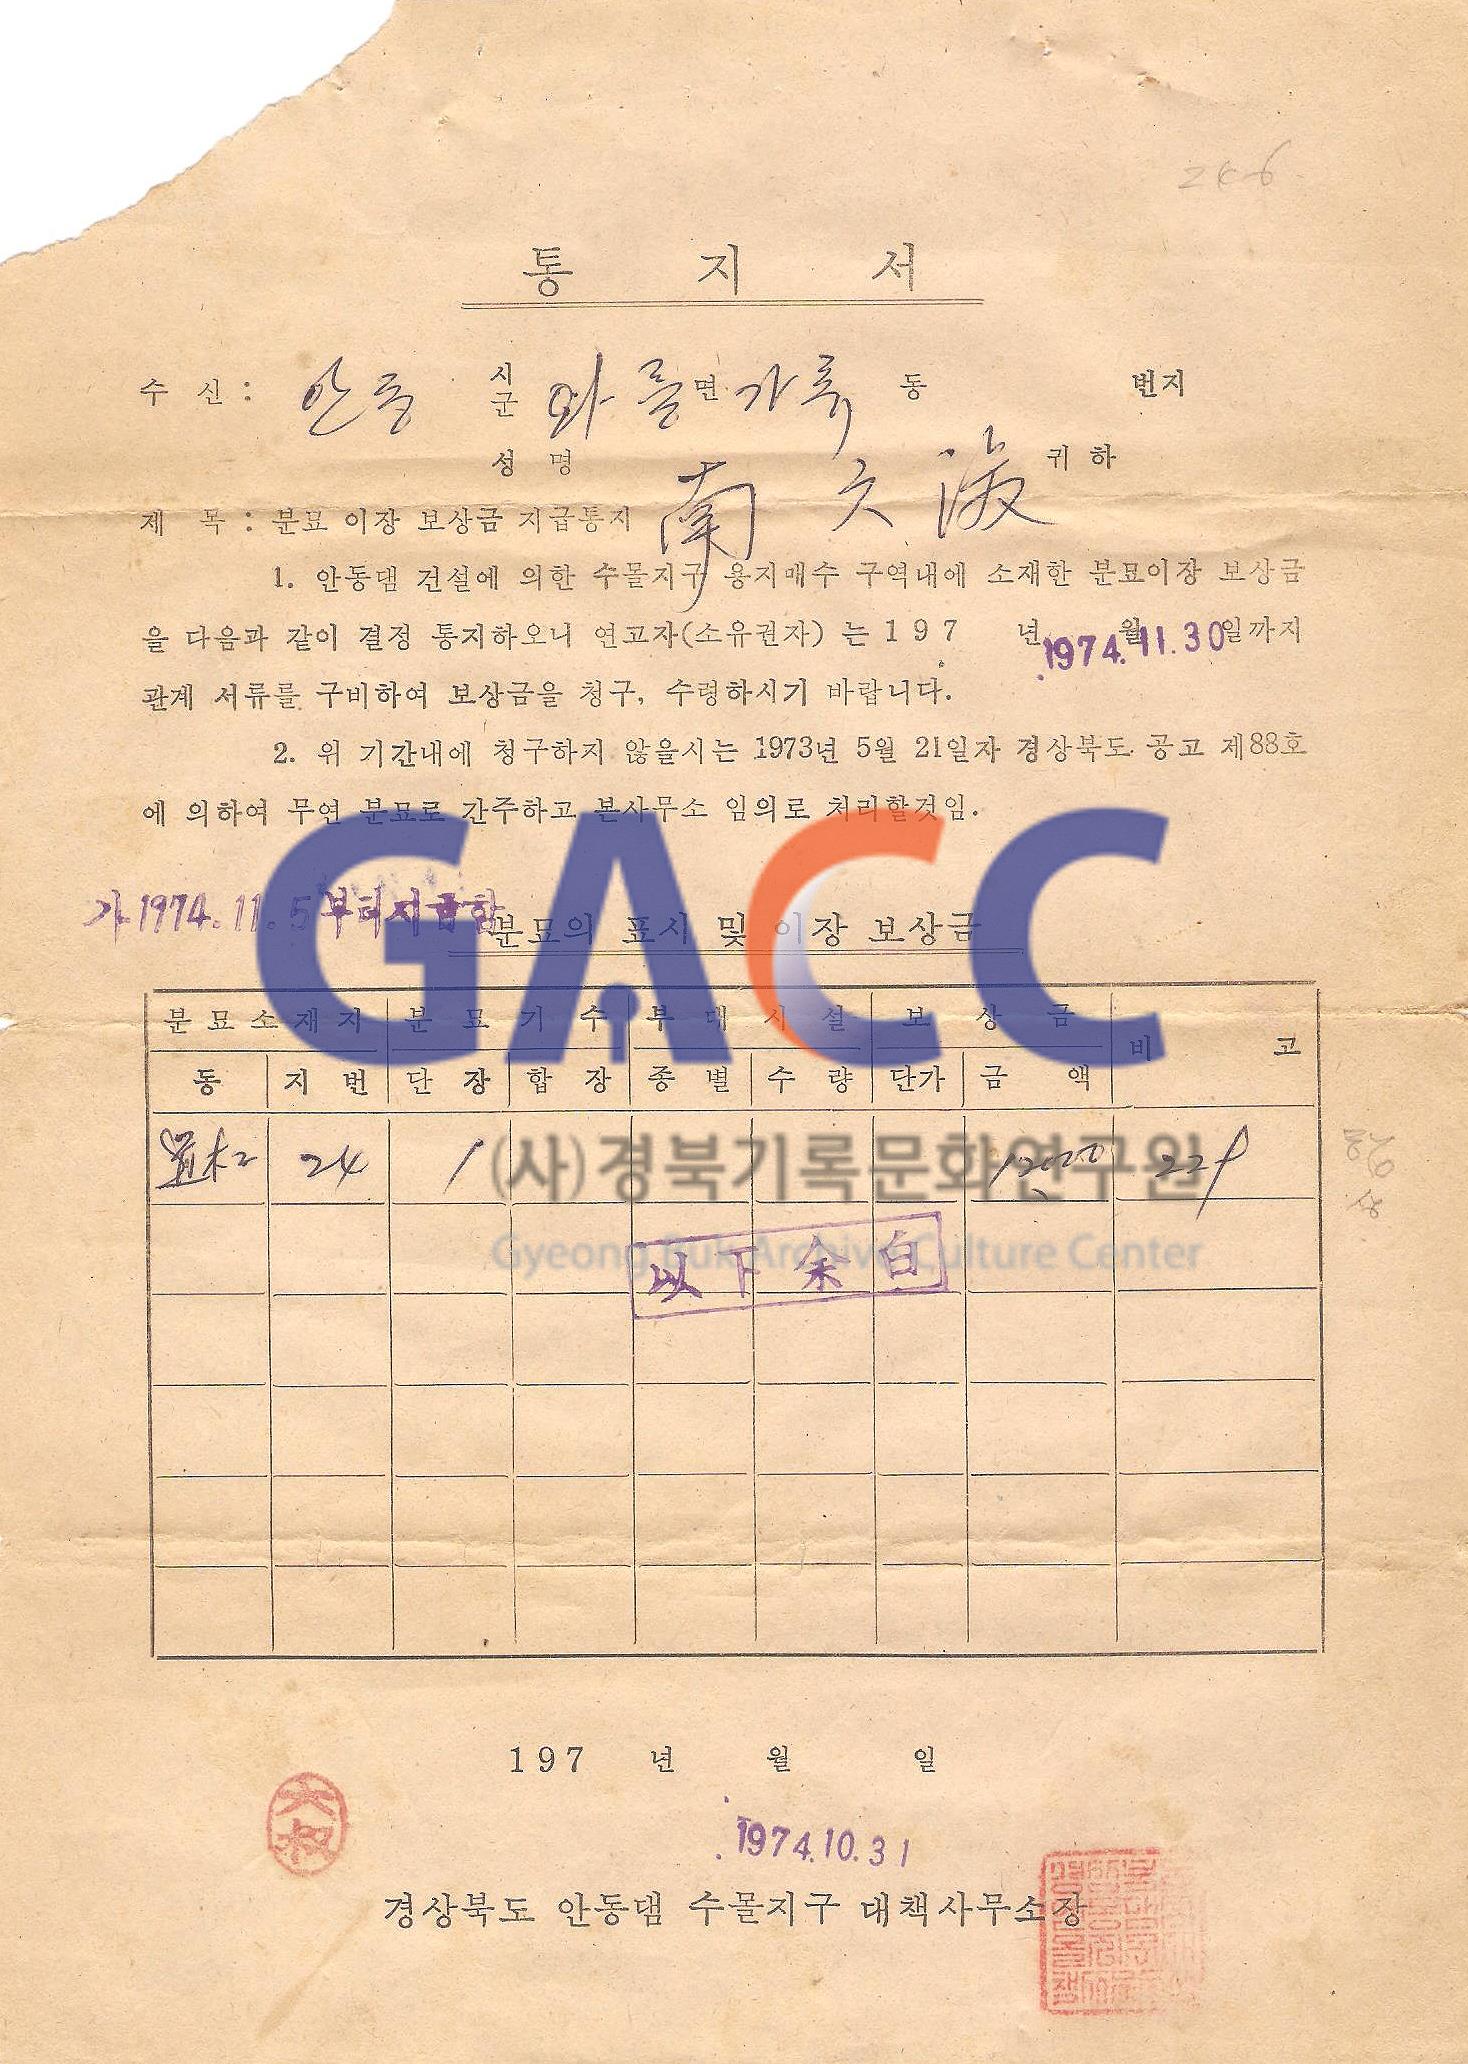 통 지 서
수 신 : 안동 시 군 와룡 면 가류 동 번지
성 명 南 六 淑 귀 하
제 목 : 분묘 이장 보상금 지급통지
1. 안동댐 건설에 의한 수몰지구 용지매수 구역내에 소재한 분묘이장 보상금
을 다음과 같이 결정 통지하오니 연고자(소유권자) 는 197 년 월 일까지
1974.11.30
관계 서류를 구비하여 보상금을 청구, 수령하시기 바랍니다.
2. 위 기간내에 청구하지 않을시는 1973년 5월 21일자 경상북도 공고 제88호
에 의하여 무연 분묘로 간주하고 본사무소 임의로 처리할것임.
GACC
가.1974.11.5부터지급함
분묘의 표시 및 이장 보상금
분묘소재지 분묘기수 부대시설 보상금 비고
동 지번 단장 합장 종별 수량 단가 금액
24 1 229
(사)경북기록문화연구원
Gyeong Buk Archive Culture Center
以下余白
197 년 월 일
1974.10.31
경상북도 안동댐 수몰지구 대책사무소장